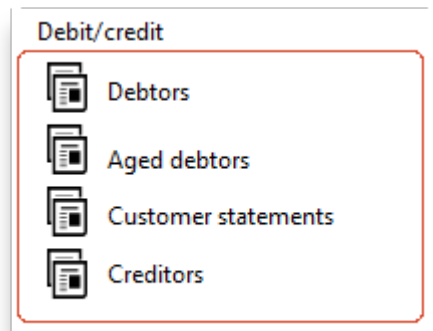 Debit/credit
Debtors
Aged debtors
Customer statements
Creditors